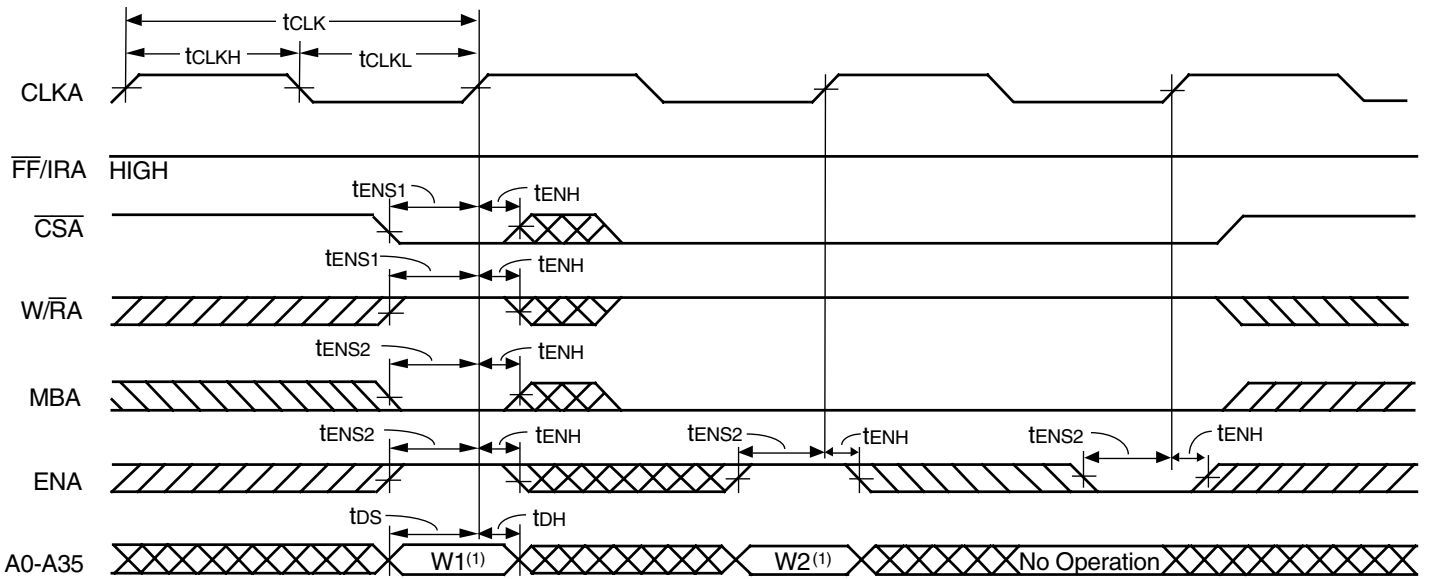 tCLK
tCLKH tCLKL
CLKA
FF/IRA HIGH
tENS1 tENH
CSA
tENS1 tENH
W/RA
tENS2 tENH
MBA
tENS2 tENH tENS2 tENH tENS2 tENH
ENA
tDS tDH
A0-A35 W1(1) W2(1) No Operation